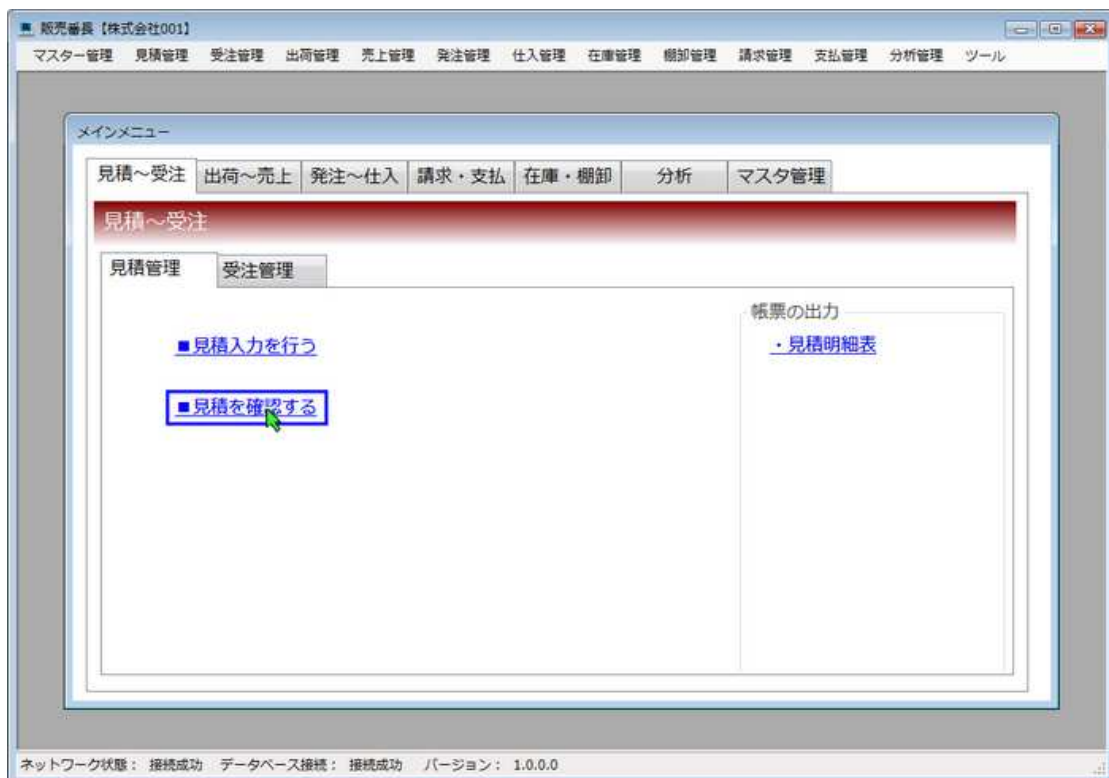 販売番長【株式会社001】
マスター管理 見積管理 受注管理 出荷管理 売上管理 発注管理 仕入管理 在庫管理 棚卸管理 請求管理 支払管理 分析管理 ツール
メインメニュー
見積～受注 出荷～売上 発注～仕入 請求・支払 在庫・棚卸 分析 マスタ管理
見積～受注
見積管理 受注管理
帳票の出力
■見積入力を行う ・見積明細表
■見積を確認する
ネットワーク状態： 接続成功 データベース接続： 接続成功 バージョン： 1.0.0.0